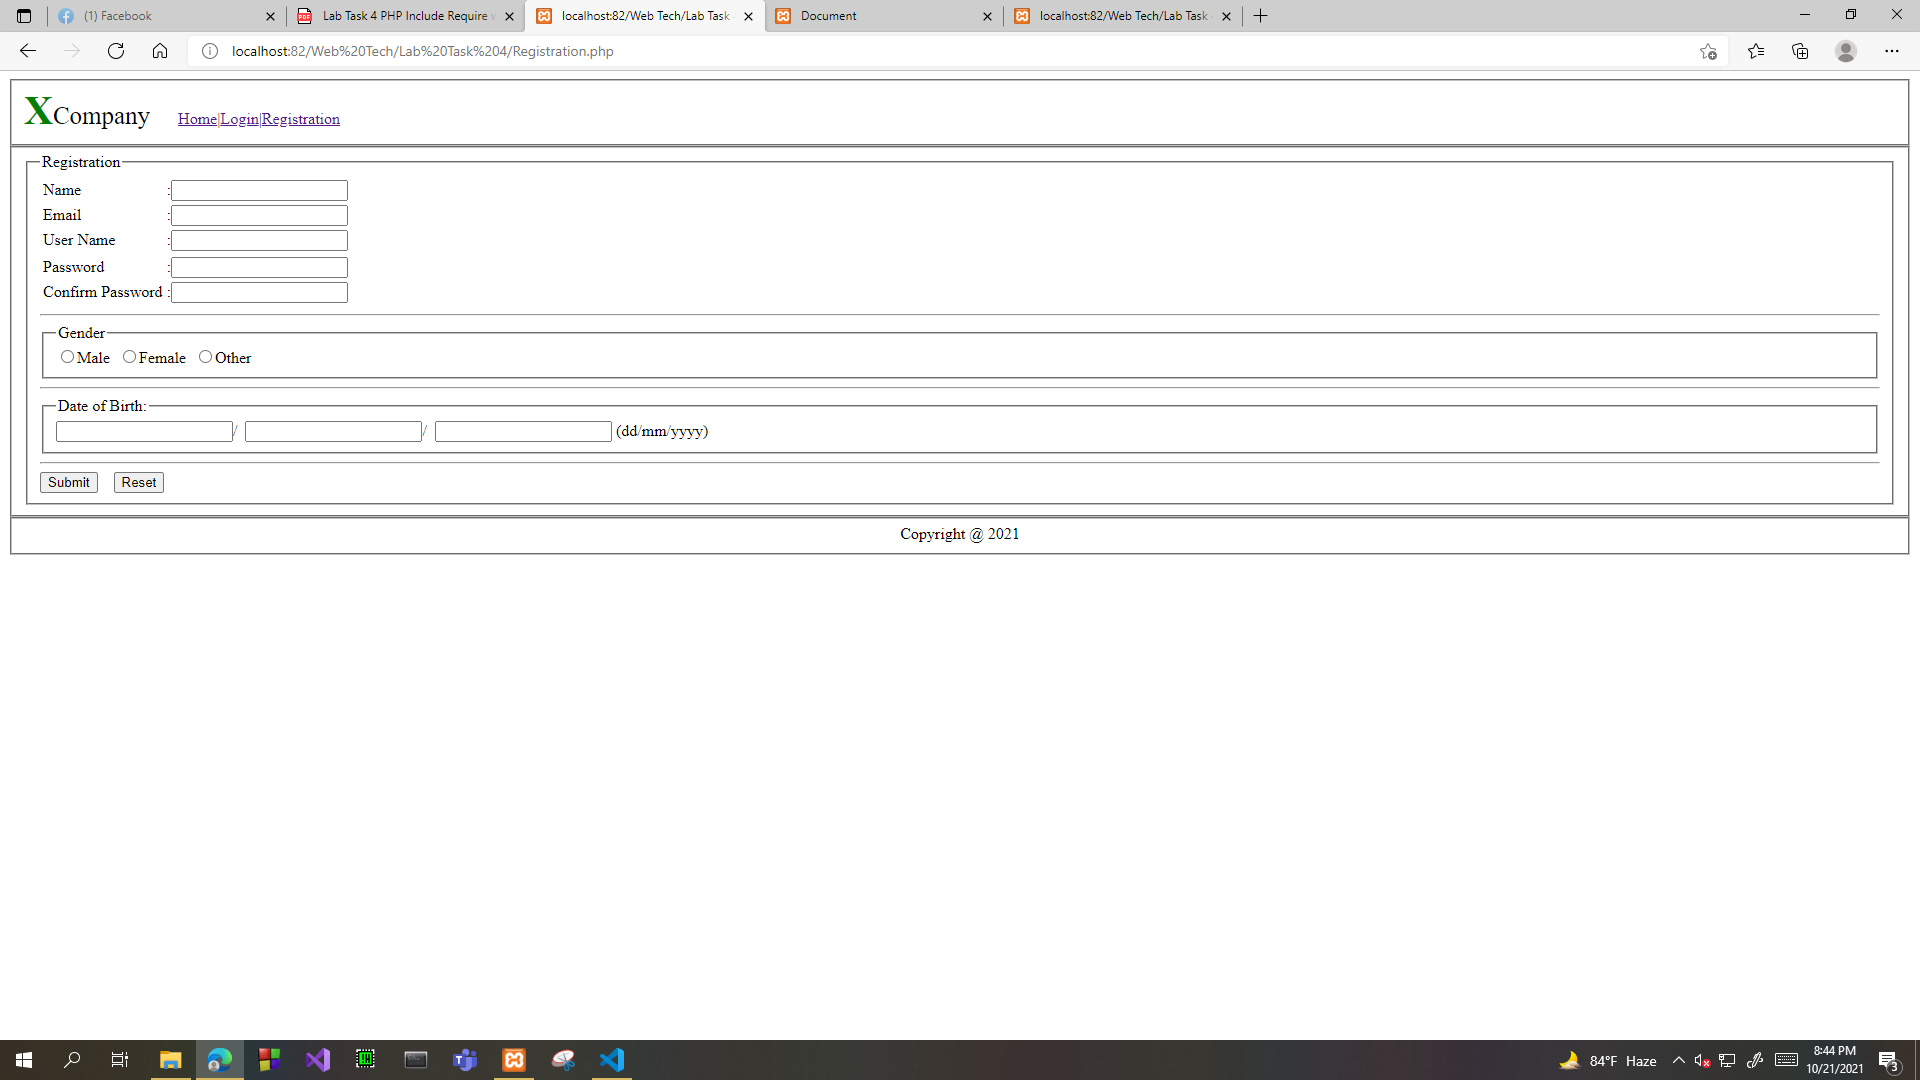 (1) Facebook
Lab Task 4 PHP Include Require v
localhost:82/Web Tech/Lab Task
Document
localhost:82/Web Tech/Lab Task
localhost:82/Web%20Tech/Lab%20Task%204/Registration.php
XCompany Home|Login|Registration
Registration
Name :
Email :
User Name :
Password :
Confirm Password :
Gender
Male Female Other
Date of Birth:
/ / (dd/mm/yyyy)
Submit Reset
Copyright @ 2021
84°F Haze
8:44 PM
10/21/2021
3